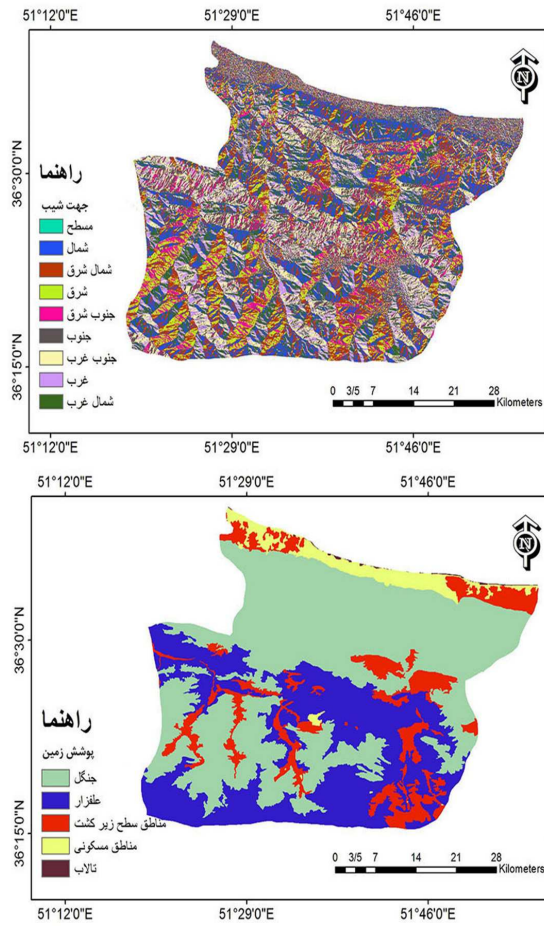 51°12'0"E 51°29'0"E 51°46'0"E
N
36°30'0"N
36°15'0"N
راهنما
جهت شیب
مسطح
شمال
شمال شرق
شرق
جنوب شرق
جنوب
جنوب غرب
غرب
شمال غرب
0 3/5 7 14 21 28
Kilometers
51°12'0"E 51°29'0"E 51°46'0"E
51°12'0"E 51°29'0"E 51°46'0"E
N
36°30'0"N
36°15'0"N
راهنما
پوشش زمین
جنگل
علفزار
مناطق سطح زیر کشت
مناطق مسکونی
تالاب
0 3/5 7 14 21 28
Kilometers
51°12'0"E 51°29'0"E 51°46'0"E